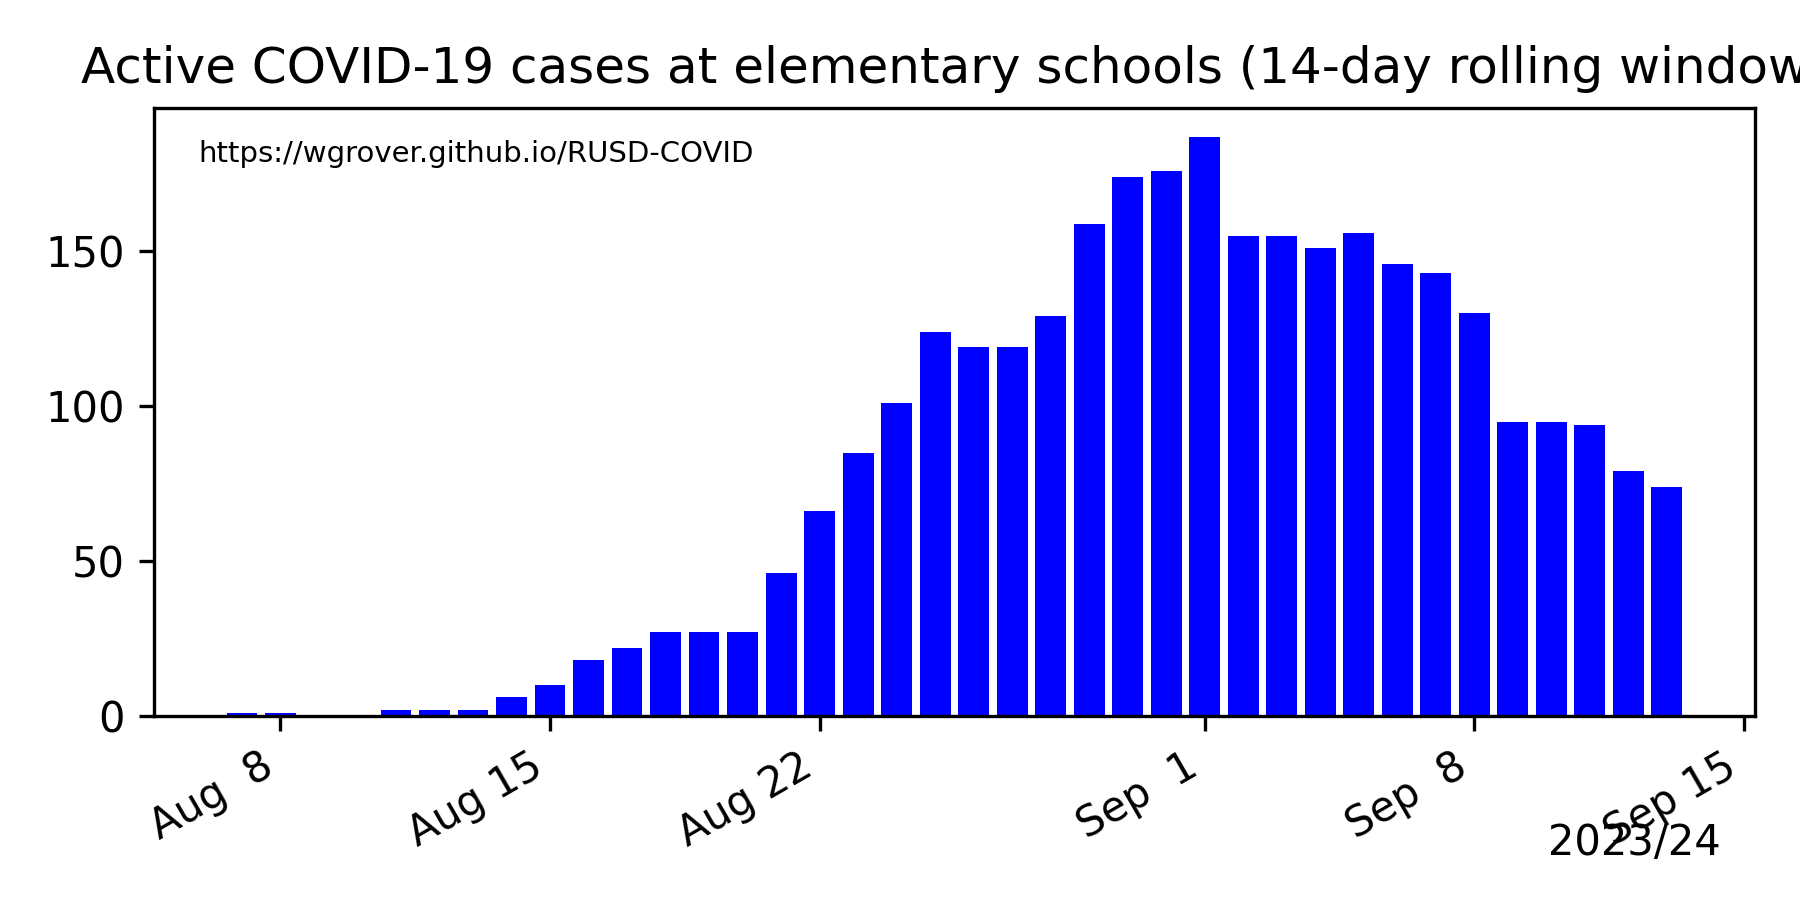 Active COVID-19 cases at elementary schools (14-day rolling window
https://wgrover.github.io/RUSD-COVID
150
100
50
0
Aug 8
Aug 15
Aug 22
Sep 1
Sep 8
Sep 15
2023/24